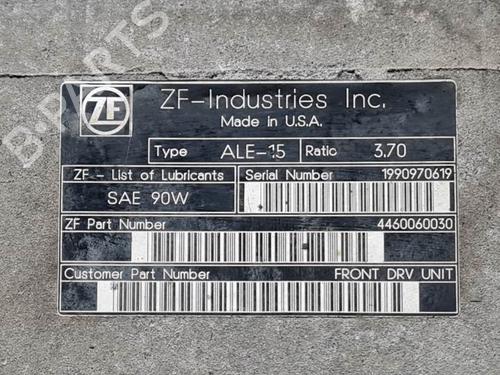 B-PARTS
ZF
ZF-Industries Inc.
Made in U.S.A.
Type ALE-15 Ratio 3.70
ZF - List of Lubricants Serial Number 1990970619
SAE 90W
ZF Part Number 4460060030
Customer Part Number FRONT DRV UNIT